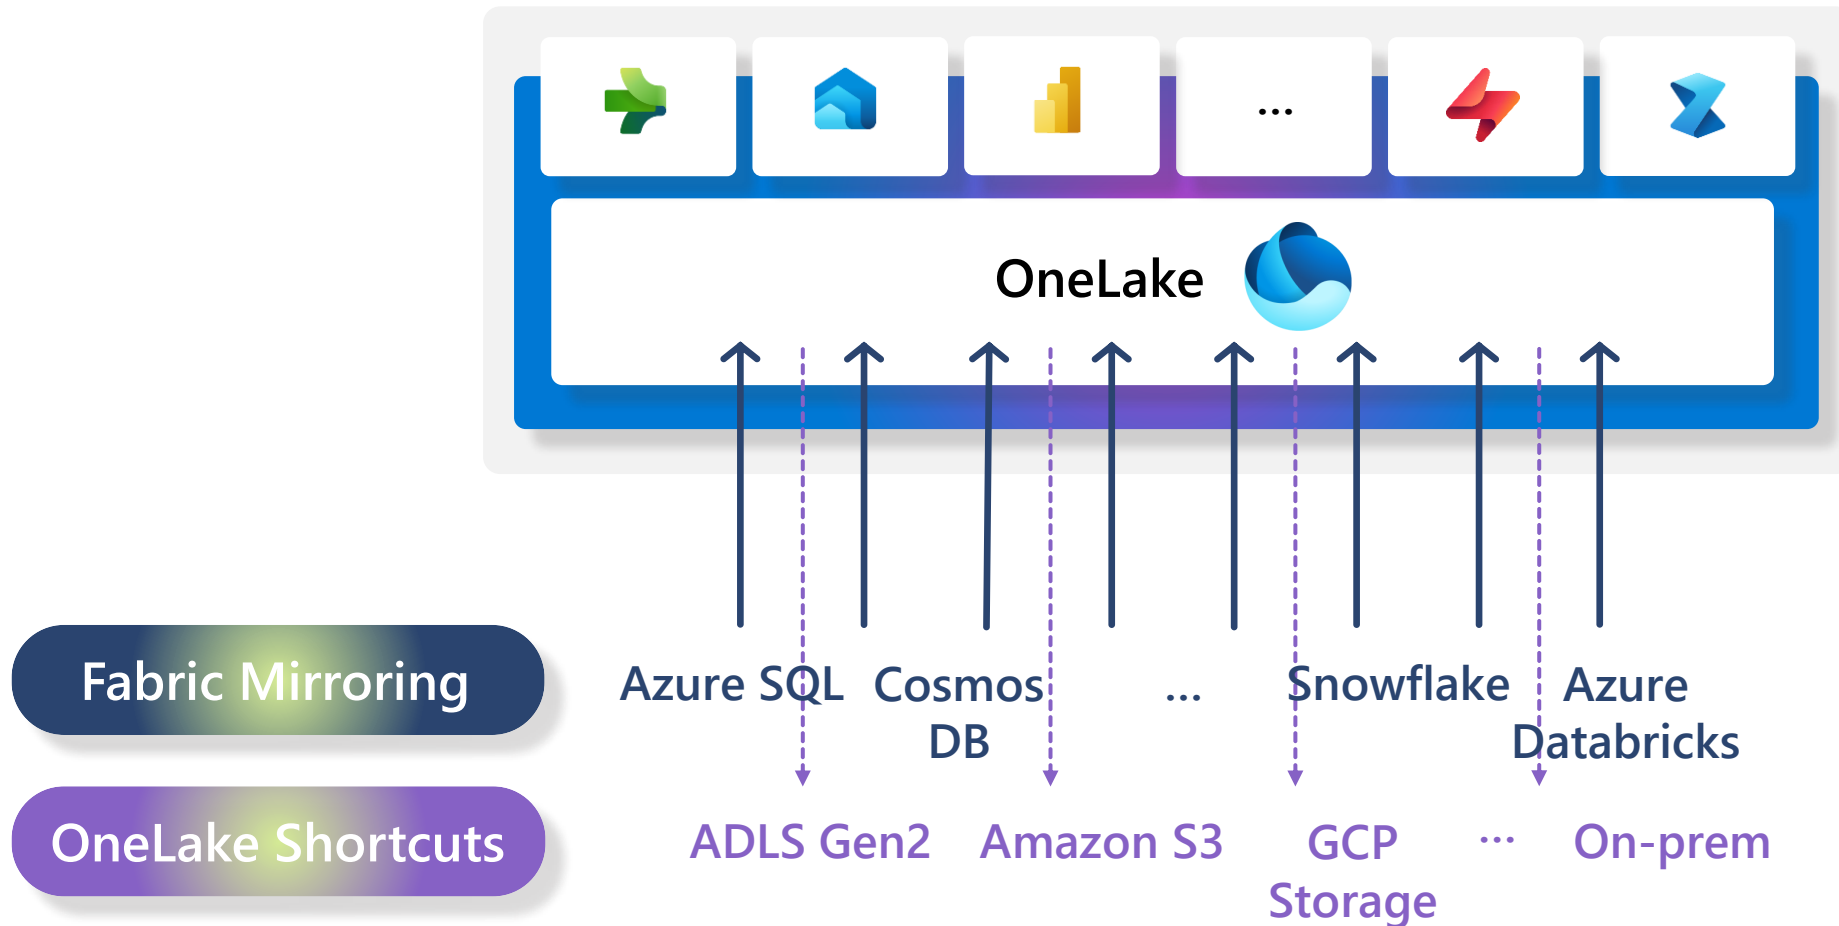 ...
OneLake
Fabric Mirroring
Azure SQL
Cosmos
DB
...
Snowflake
Azure
Databricks
OneLake Shortcuts
ADLS Gen2
Amazon S3
GCP
Storage
...
On-prem